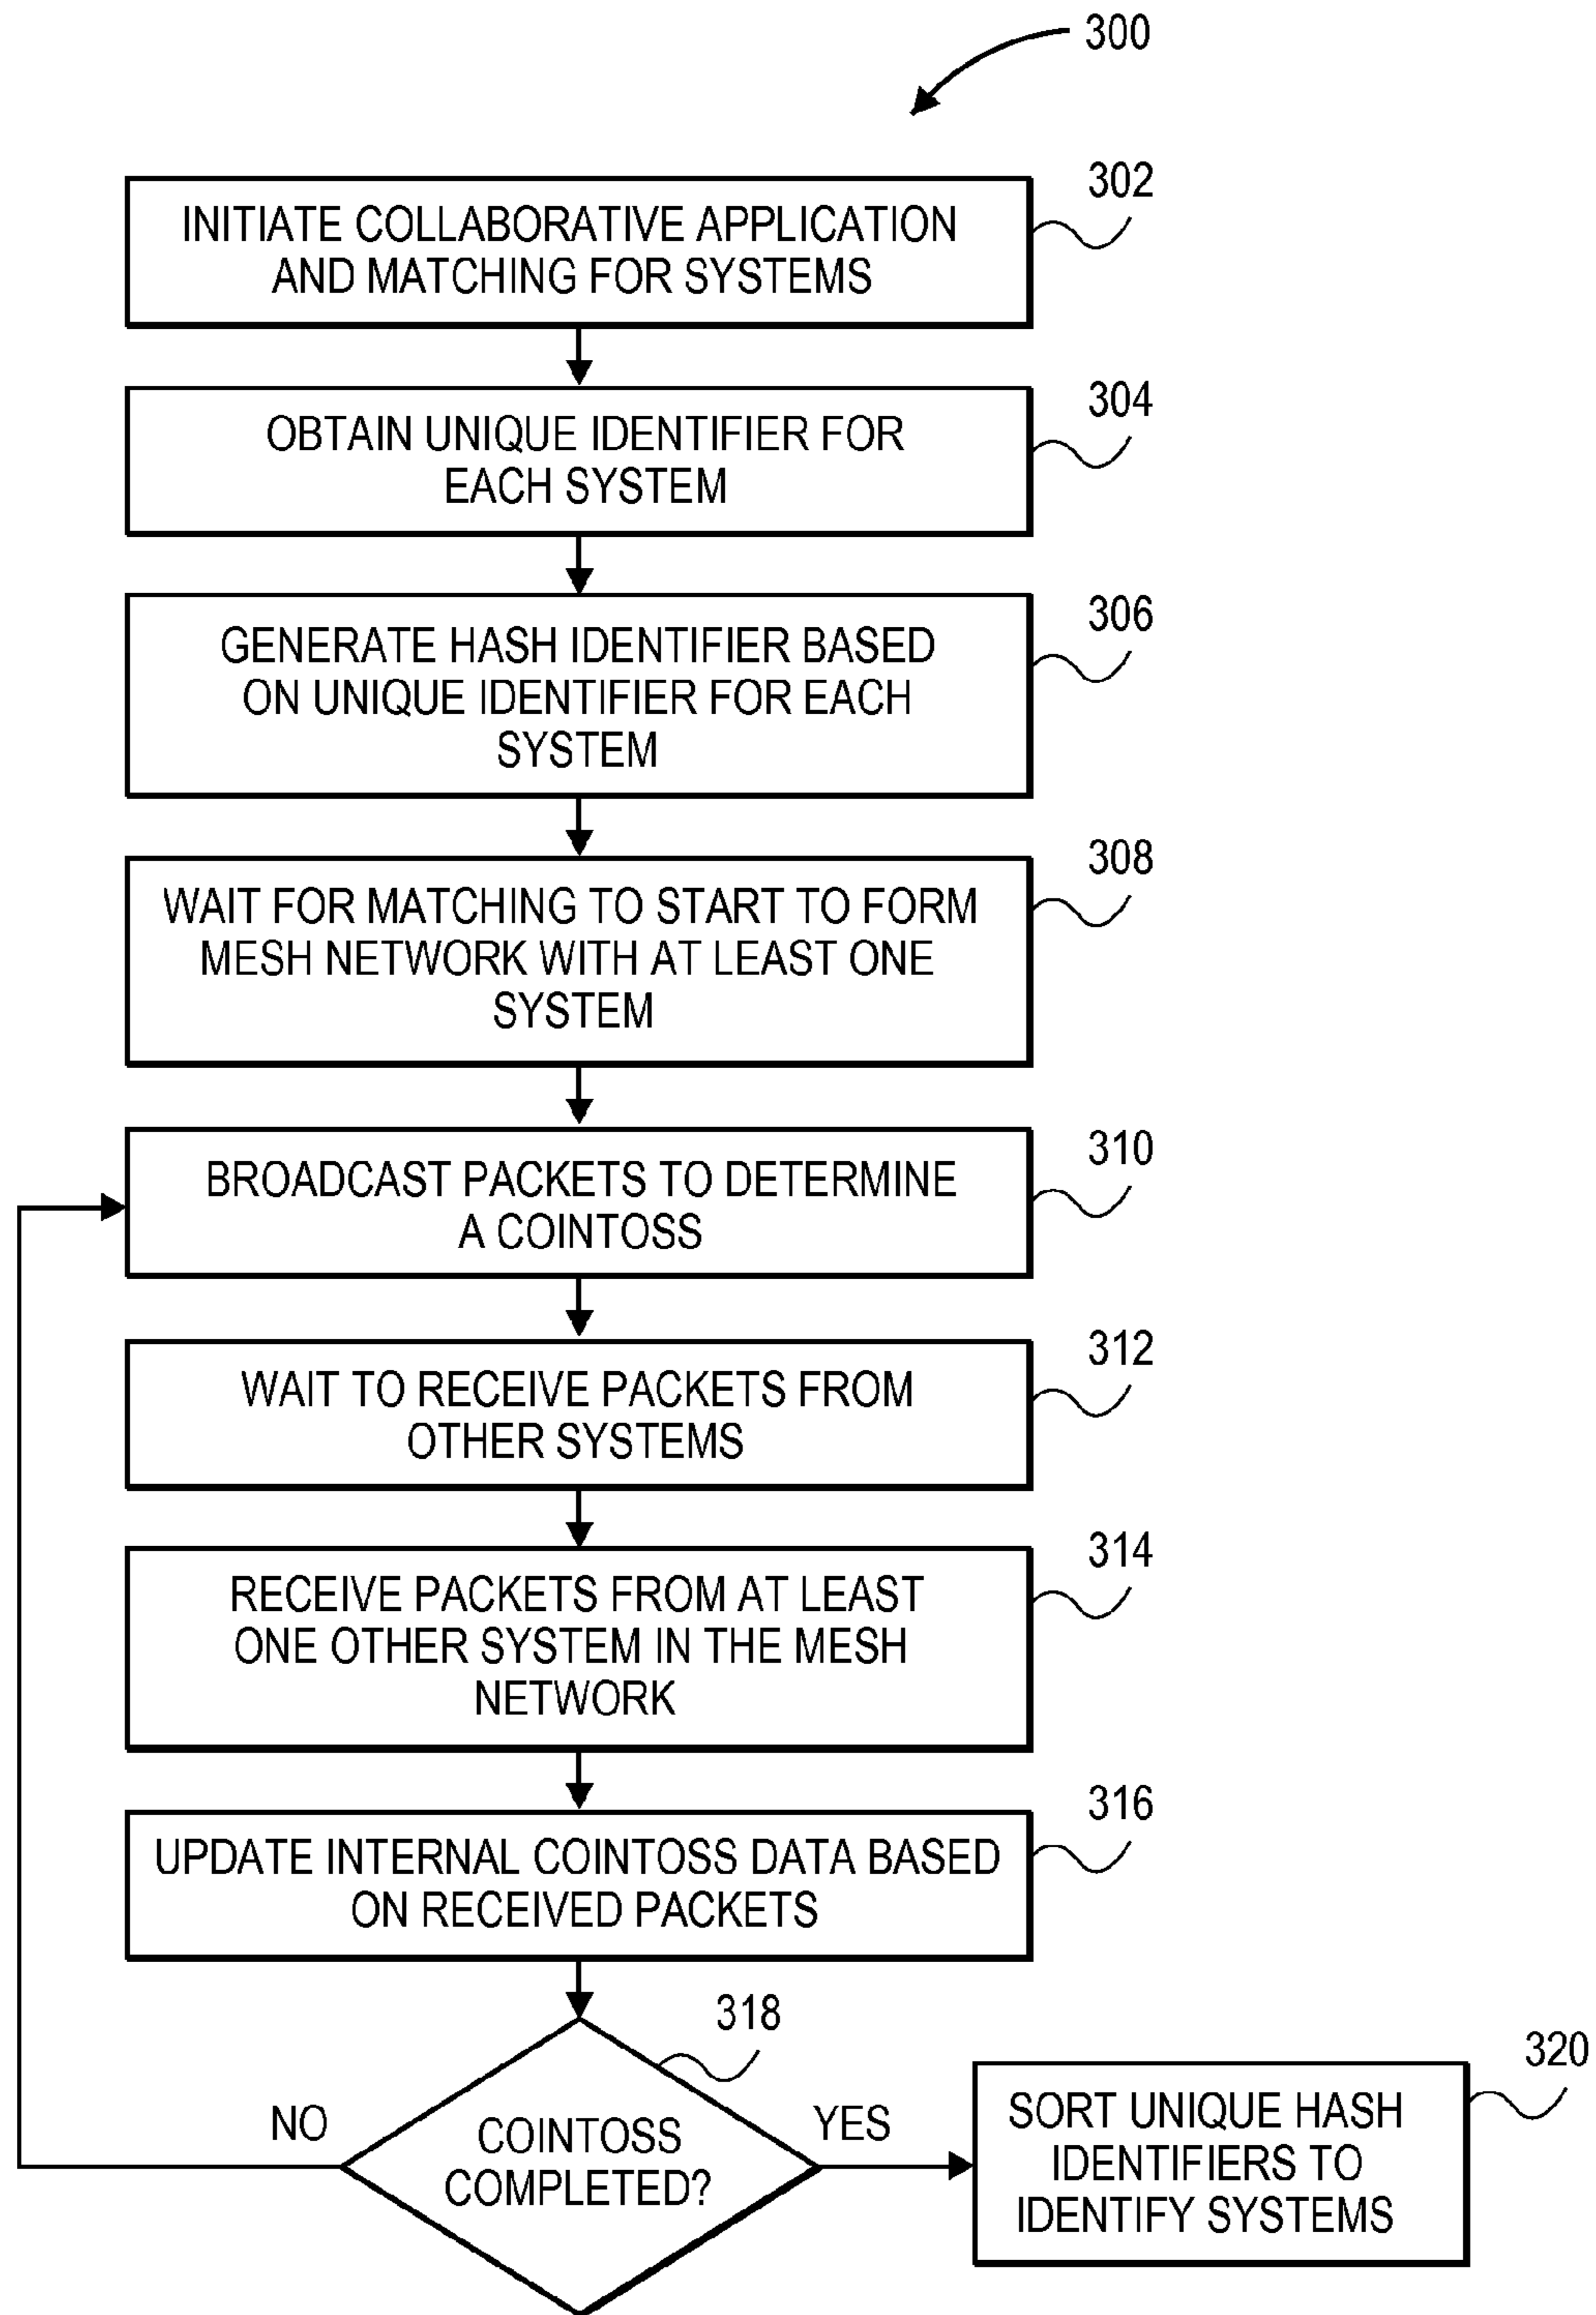 300
302
INITIATE COLLABORATIVE APPLICATION
AND MATCHING FOR SYSTEMS
304
OBTAIN UNIQUE IDENTIFIER FOR
EACH SYSTEM
306
GENERATE HASH IDENTIFIER BASED
ON UNIQUE IDENTIFIER FOR EACH
SYSTEM
308
WAIT FOR MATCHING TO START TO FORM
MESH NETWORK WITH AT LEAST ONE
SYSTEM
310
BROADCAST PACKETS TO DETERMINE
A COINTOSS
312
WAIT TO RECEIVE PACKETS FROM
OTHER SYSTEMS
314
RECEIVE PACKETS FROM AT LEAST
ONE OTHER SYSTEM IN THE MESH
NETWORK
316
UPDATE INTERNAL COINTOSS DATA BASED
ON RECEIVED PACKETS
318
NO
COINTOSS
COMPLETED?
YES
320
SORT UNIQUE HASH
IDENTIFIERS TO
IDENTIFY SYSTEMS